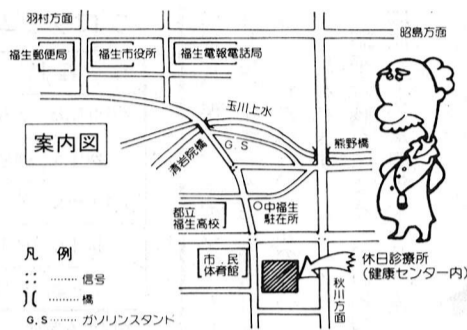 羽村方面
昭島方面
福生郵便局
福生市役所
福生電報電話局
玉川上水
案内図
清岩院橋
G.S
熊野橋
都立
福生高校
中福生
駐在所
凡例
信号
橋
G.S ガソリンスタンド
市民
体育館
休日診療所
(健康センター内)
秋川方面